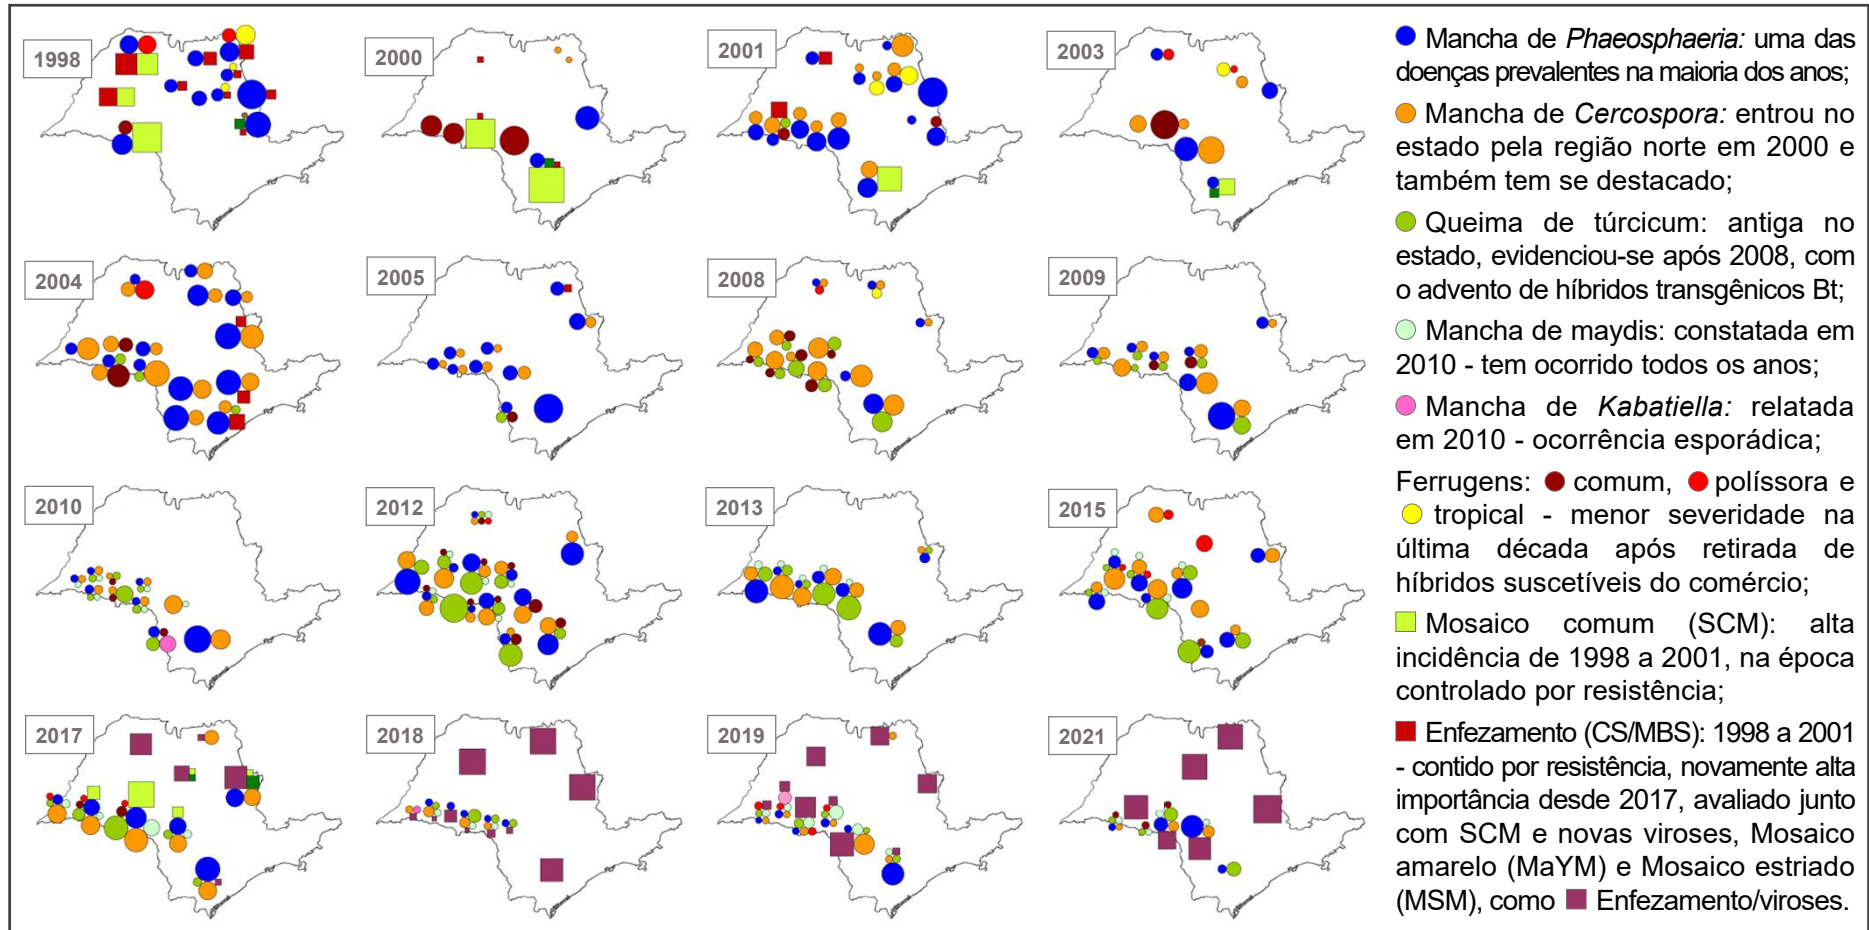 1998
2000
2001
2003
2004
2005
2008
2009
2010
2012
2013
2015
2017
2018
2019
2021
Mancha de Phaeosphaeria: uma das
doenças prevalentes na maioria dos anos;
Mancha de Cercospora: entrou no
estado pela região norte em 2000 e
também tem se destacado;
Queima de túrcicum: antiga no
estado, evidenciou-se após 2008, com
o advento de híbridos transgênicos Bt;
Mancha de maydis: constatada em
2010 - tem ocorrido todos os anos;
Mancha de Kabatiella: relatada
em 2010 - ocorrência esporádica;
Ferrugens: comum, políssora e
tropical - menor severidade na
última década após retirada de
híbridos suscetíveis do comércio;
Mosaico comum (SCM): alta
incidência de 1998 a 2001, na época
controlado por resistência;
Enfezamento (CS/MBS): 1998 a 2001
- contido por resistência, novamente alta
importância desde 2017, avaliado junto
com SCM e novas viroses, Mosaico
amarelo (MaYM) e Mosaico estriado
(MSM), como Enfezamento/viroses.